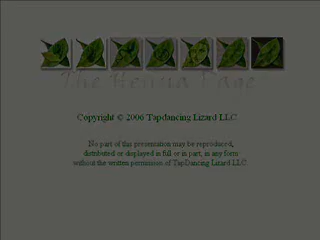 The Henna Page
Copyright © 2006 Tapdancing Lizard LLC
No part of this presentation may be reproduced,
distributed or displayed in full or in part, in any form
without the written permission of TapDancing Lizard LLC.